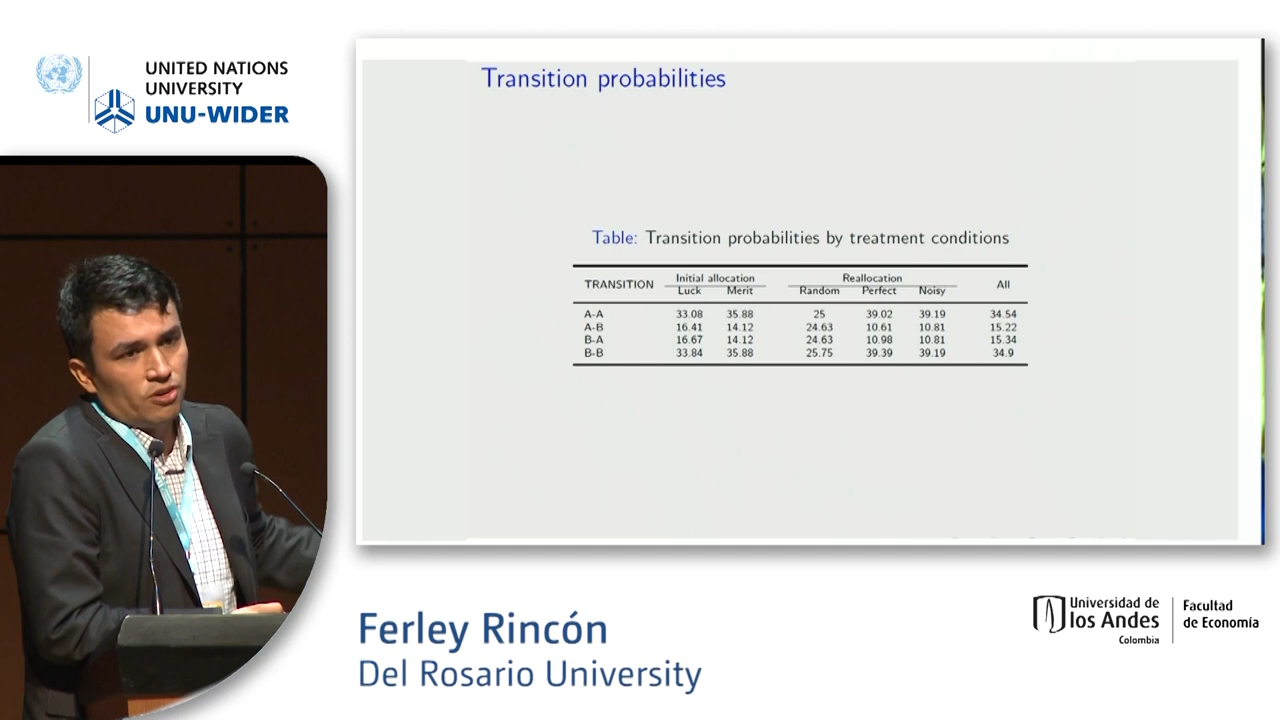 UNITED NATIONS
UNIVERSITY
UNU-WIDER
Transition probabilities
Table: Transition probabilities by treatment conditions
TRANSITION Initial allocation Reallocation All
Luck Merit Random Perfect Noisy
A-A 33.08 35.88 25 39.02 39.19 34.54
A-B 16.41 14.12 24.63 10.61 10.81 15.22
B-A 16.67 14.12 24.63 10.98 10.81 15.34
B-B 33.84 35.88 25.75 39.39 39.19 34.9
Ferley Rincón
Del Rosario University
Universidad de
los Andes
Colombia
Facultad
de Economía